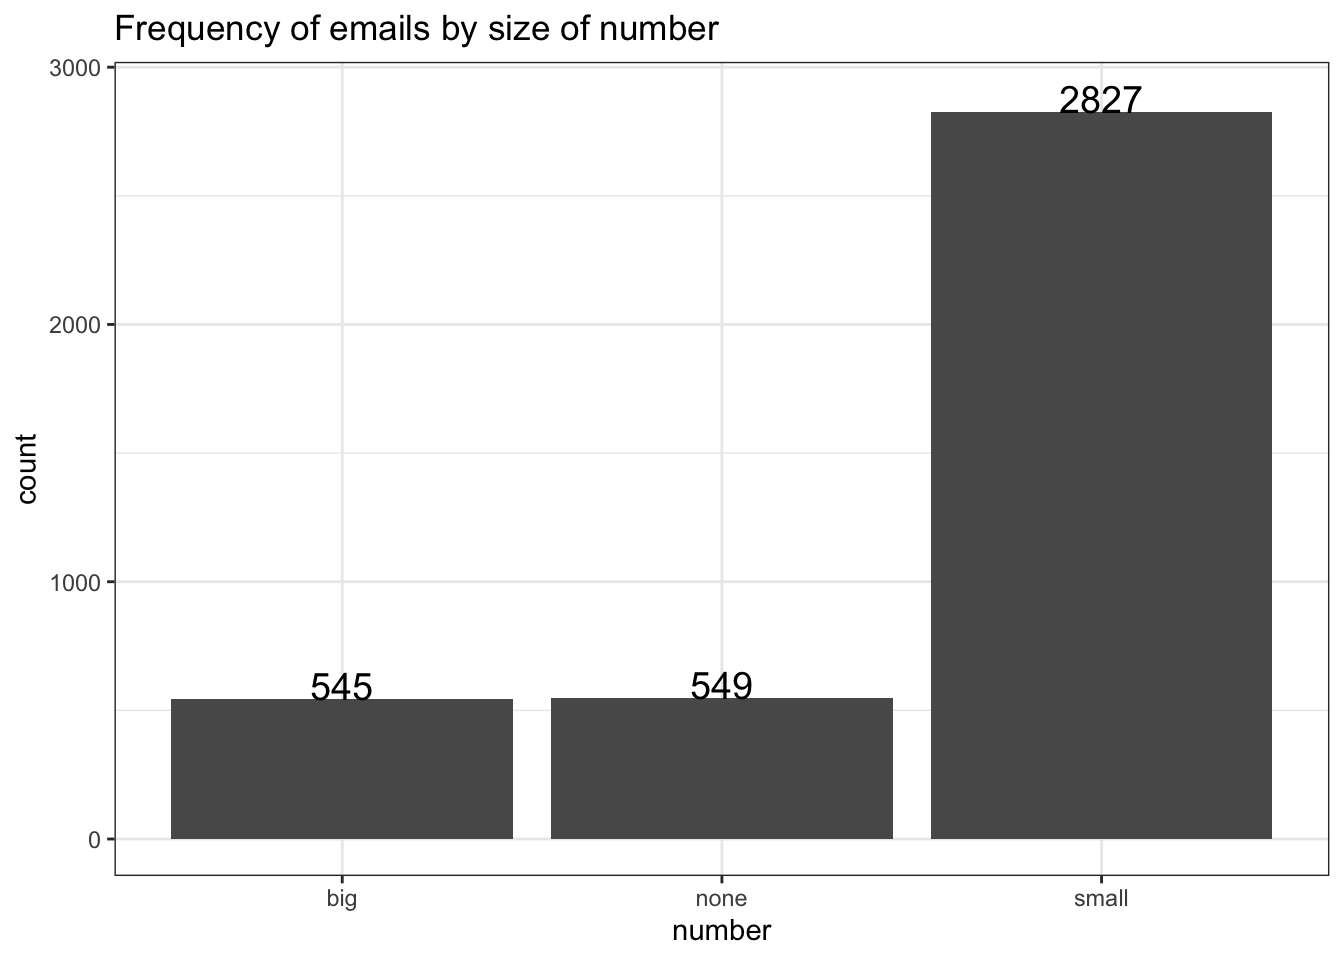 Frequency of emails by size of number
3000
2000
1000
0
count
545
549
2827
big
none
small
number